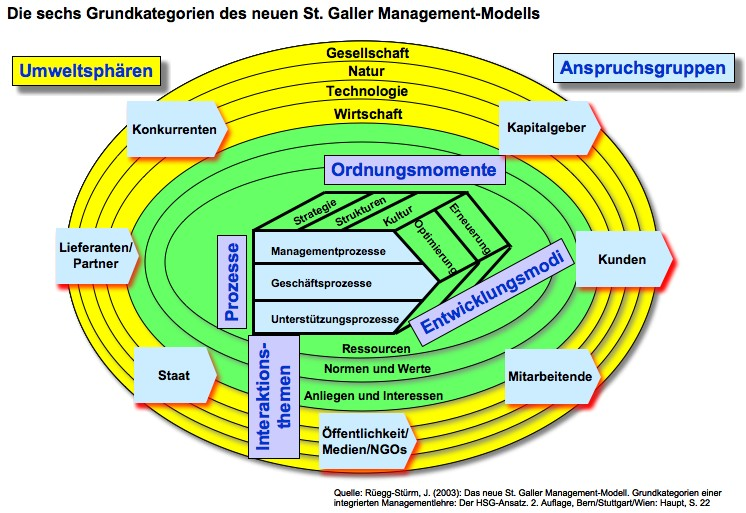 Die sechs Grundkategorien des neuen St. Galler Management-Modells
Umweltsphären
Anspruchsgruppen
Gesellschaft
Natur
Technologie
Wirtschaft
Konkurrenten
Kapitalgeber
Ordnungsmomente
Strategie
Strukturen
Kultur
Optimierung
Erneuerung
Prozesse
Managementprozesse
Geschäftsprozesse
Unterstützungsprozesse
Entwicklungsmodi
Lieferanten/
Partner
Kunden
Interaktions-
themen
Ressourcen
Normen und Werte
Anliegen und Interessen
Staat
Mitarbeitende
Öffentlichkeit/
Medien/NGOs
Quelle: Rüegg-Stürm, J. (2003): Das neue St. Galler Management-Modell. Grundkategorien einer
integrierten Managementlehre: Der HSG-Ansatz. 2. Auflage, Bern/Stuttgart/Wien: Haupt, S. 22